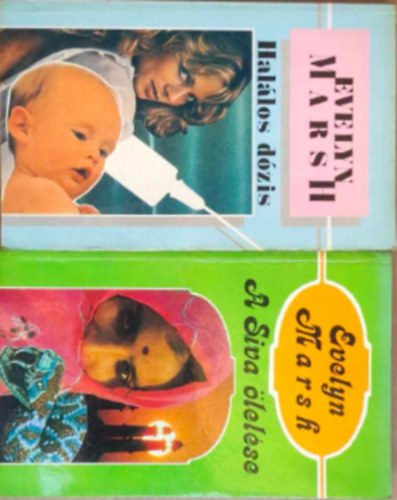 EVELYN
MARSH
Halálos dózis
Evelyn
Marsh
A Siva ölelése